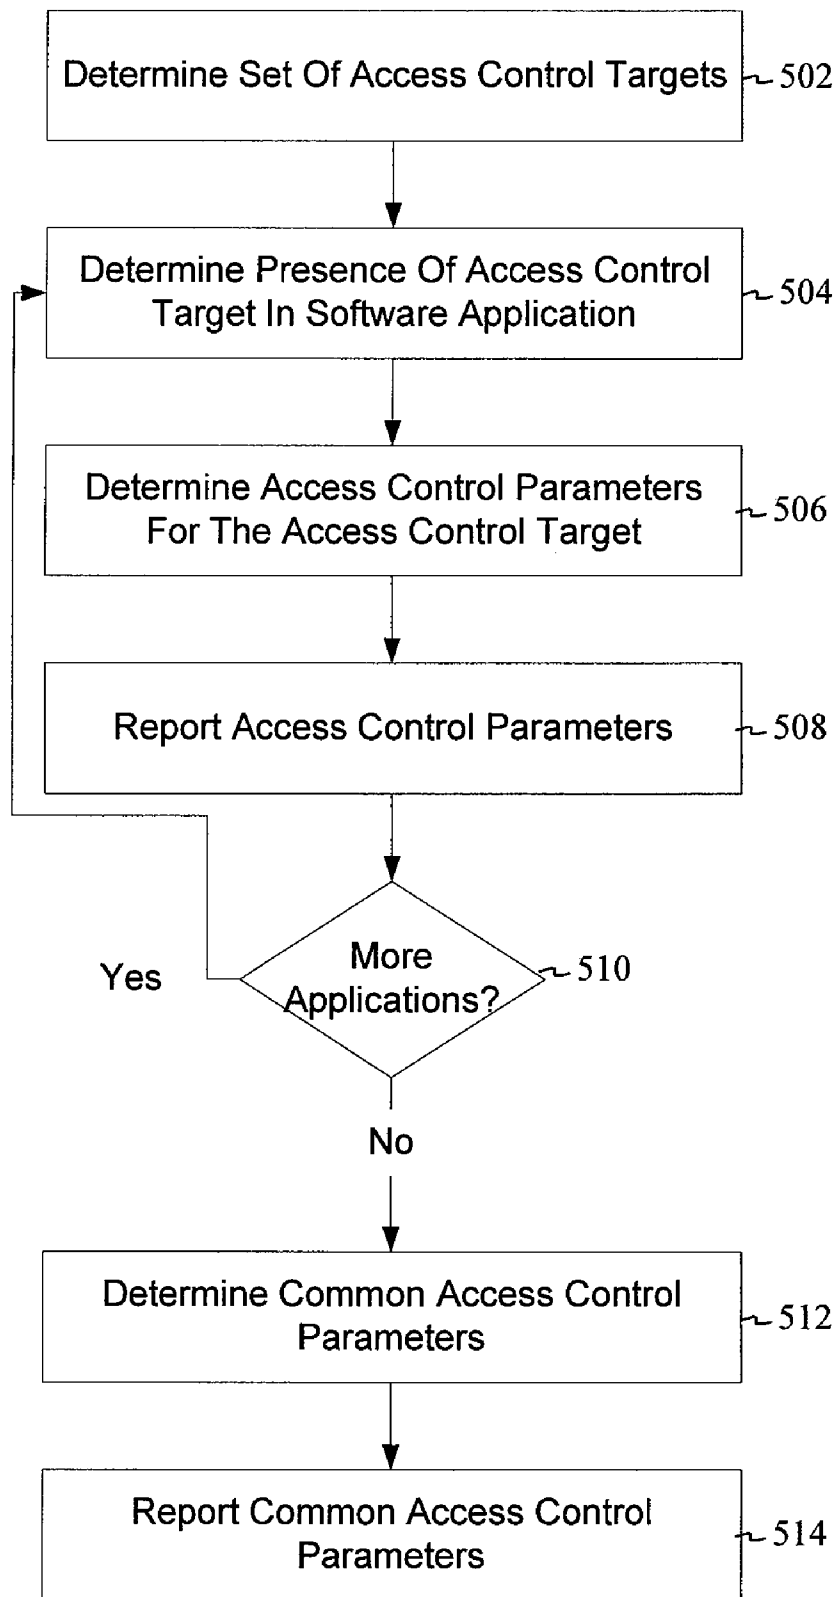 Determine Set Of Access Control Targets
502
Determine Presence Of Access Control
Target In Software Application
504
Determine Access Control Parameters
For The Access Control Target
506
Report Access Control Parameters
508
More
Applications?
510
Yes
No
Determine Common Access Control
Parameters
512
Report Common Access Control
Parameters
514